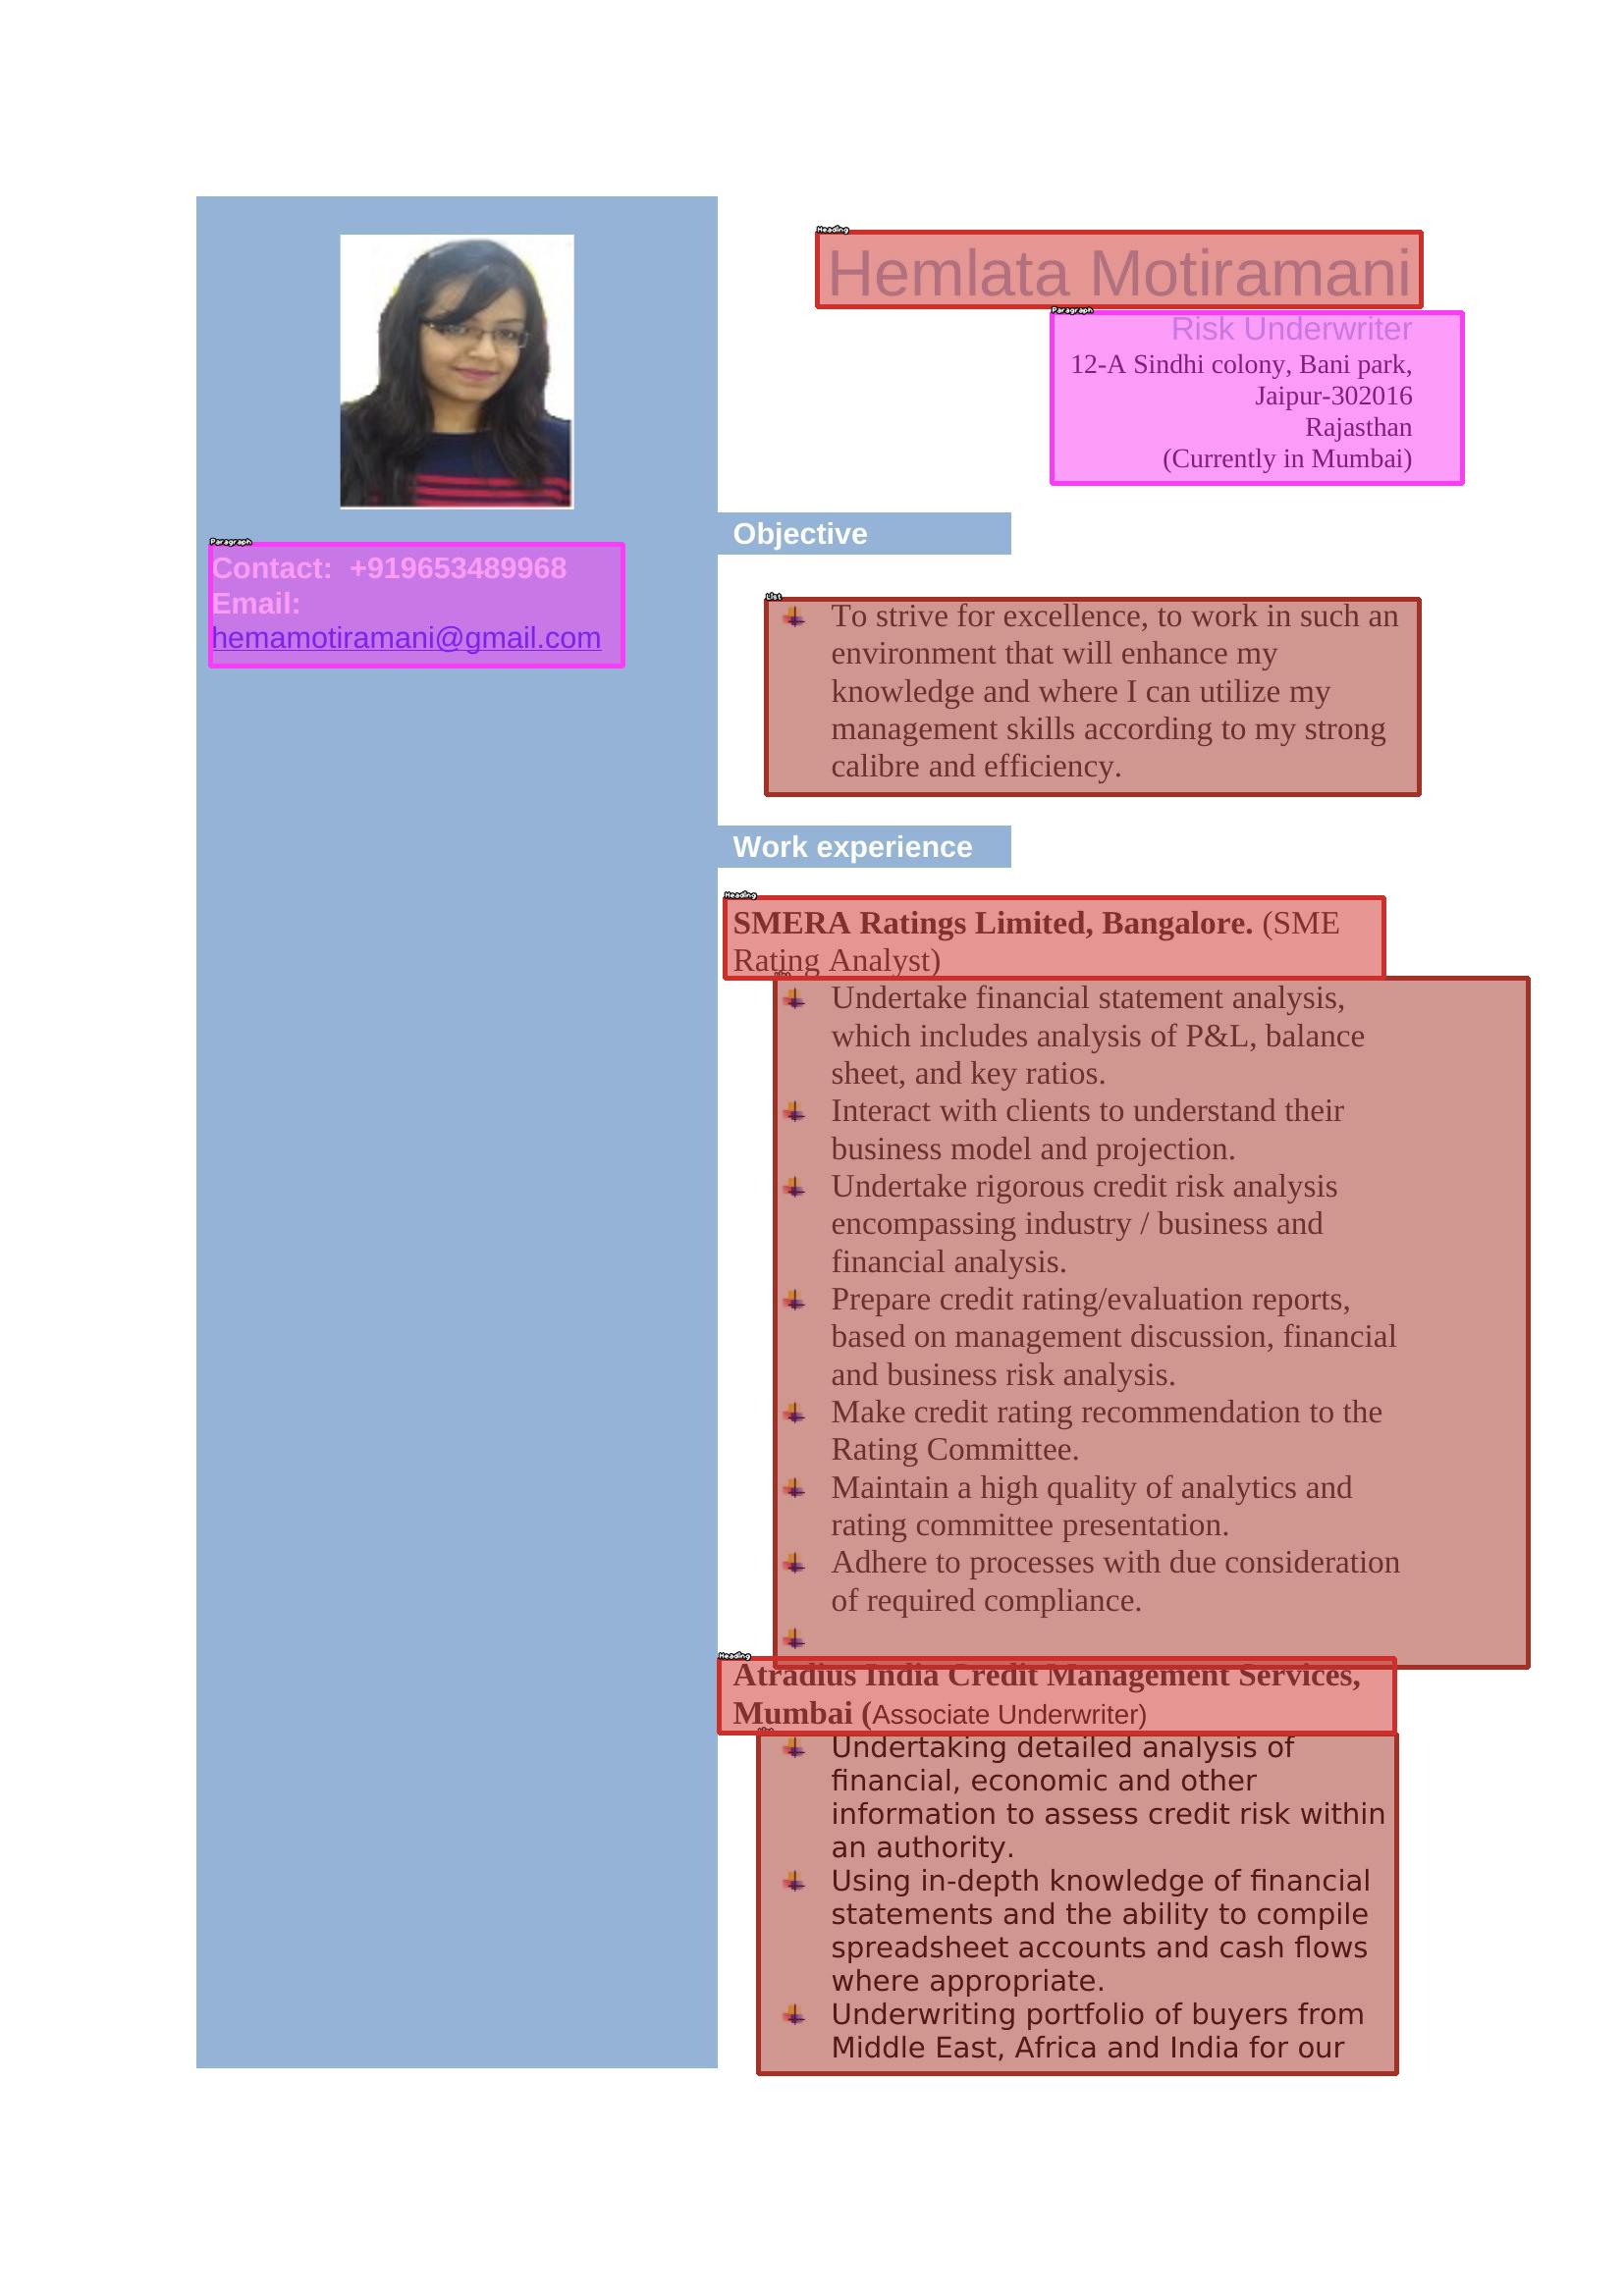 Hemlata Motiramani
Risk Underwriter
12-A Sindhi colony, Bani park,
Jaipur-302016
Rajasthan
(Currently in Mumbai)
Contact:  +919653489968
Email:
hemamotiramani@gmail.com
Objective
To strive for excellence, to work in such an
environment that will enhance my
knowledge and where I can utilize my
management skills according to my strong
calibre and efficiency.
Work experience
SMERA Ratings Limited, Bangalore. (SME
Rating Analyst)
Undertake financial statement analysis,
which includes analysis of P&L, balance
sheet, and key ratios.
Interact with clients to understand their
business model and projection.
Undertake rigorous credit risk analysis
encompassing industry / business and
financial analysis.
Prepare credit rating/evaluation reports,
based on management discussion, financial
and business risk analysis.
Make credit rating recommendation to the
Rating Committee.
Maintain a high quality of analytics and
rating committee presentation.
Adhere to processes with due consideration
of required compliance.
Atradius India Credit Management Services,
Mumbai (Associate Underwriter)
Undertaking detailed analysis of
financial, economic and other
information to assess credit risk within
an authority.
Using in-depth knowledge of financial
statements and the ability to compile
spreadsheet accounts and cash flows
where appropriate.
Underwriting portfolio of buyers from
Middle East, Africa and India for our
Heading
Paragraph
Paragraph
List
Heading
Heading